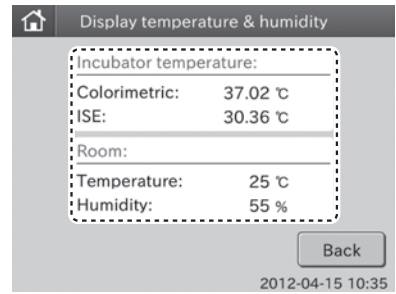 Display temperature & humidity
Incubator temperature:
Colorimetric: 37.02 ℃
ISE: 30.36 ℃
Room:
Temperature: 25 ℃
Humidity: 55 %
Back
2012-04-15 10:35